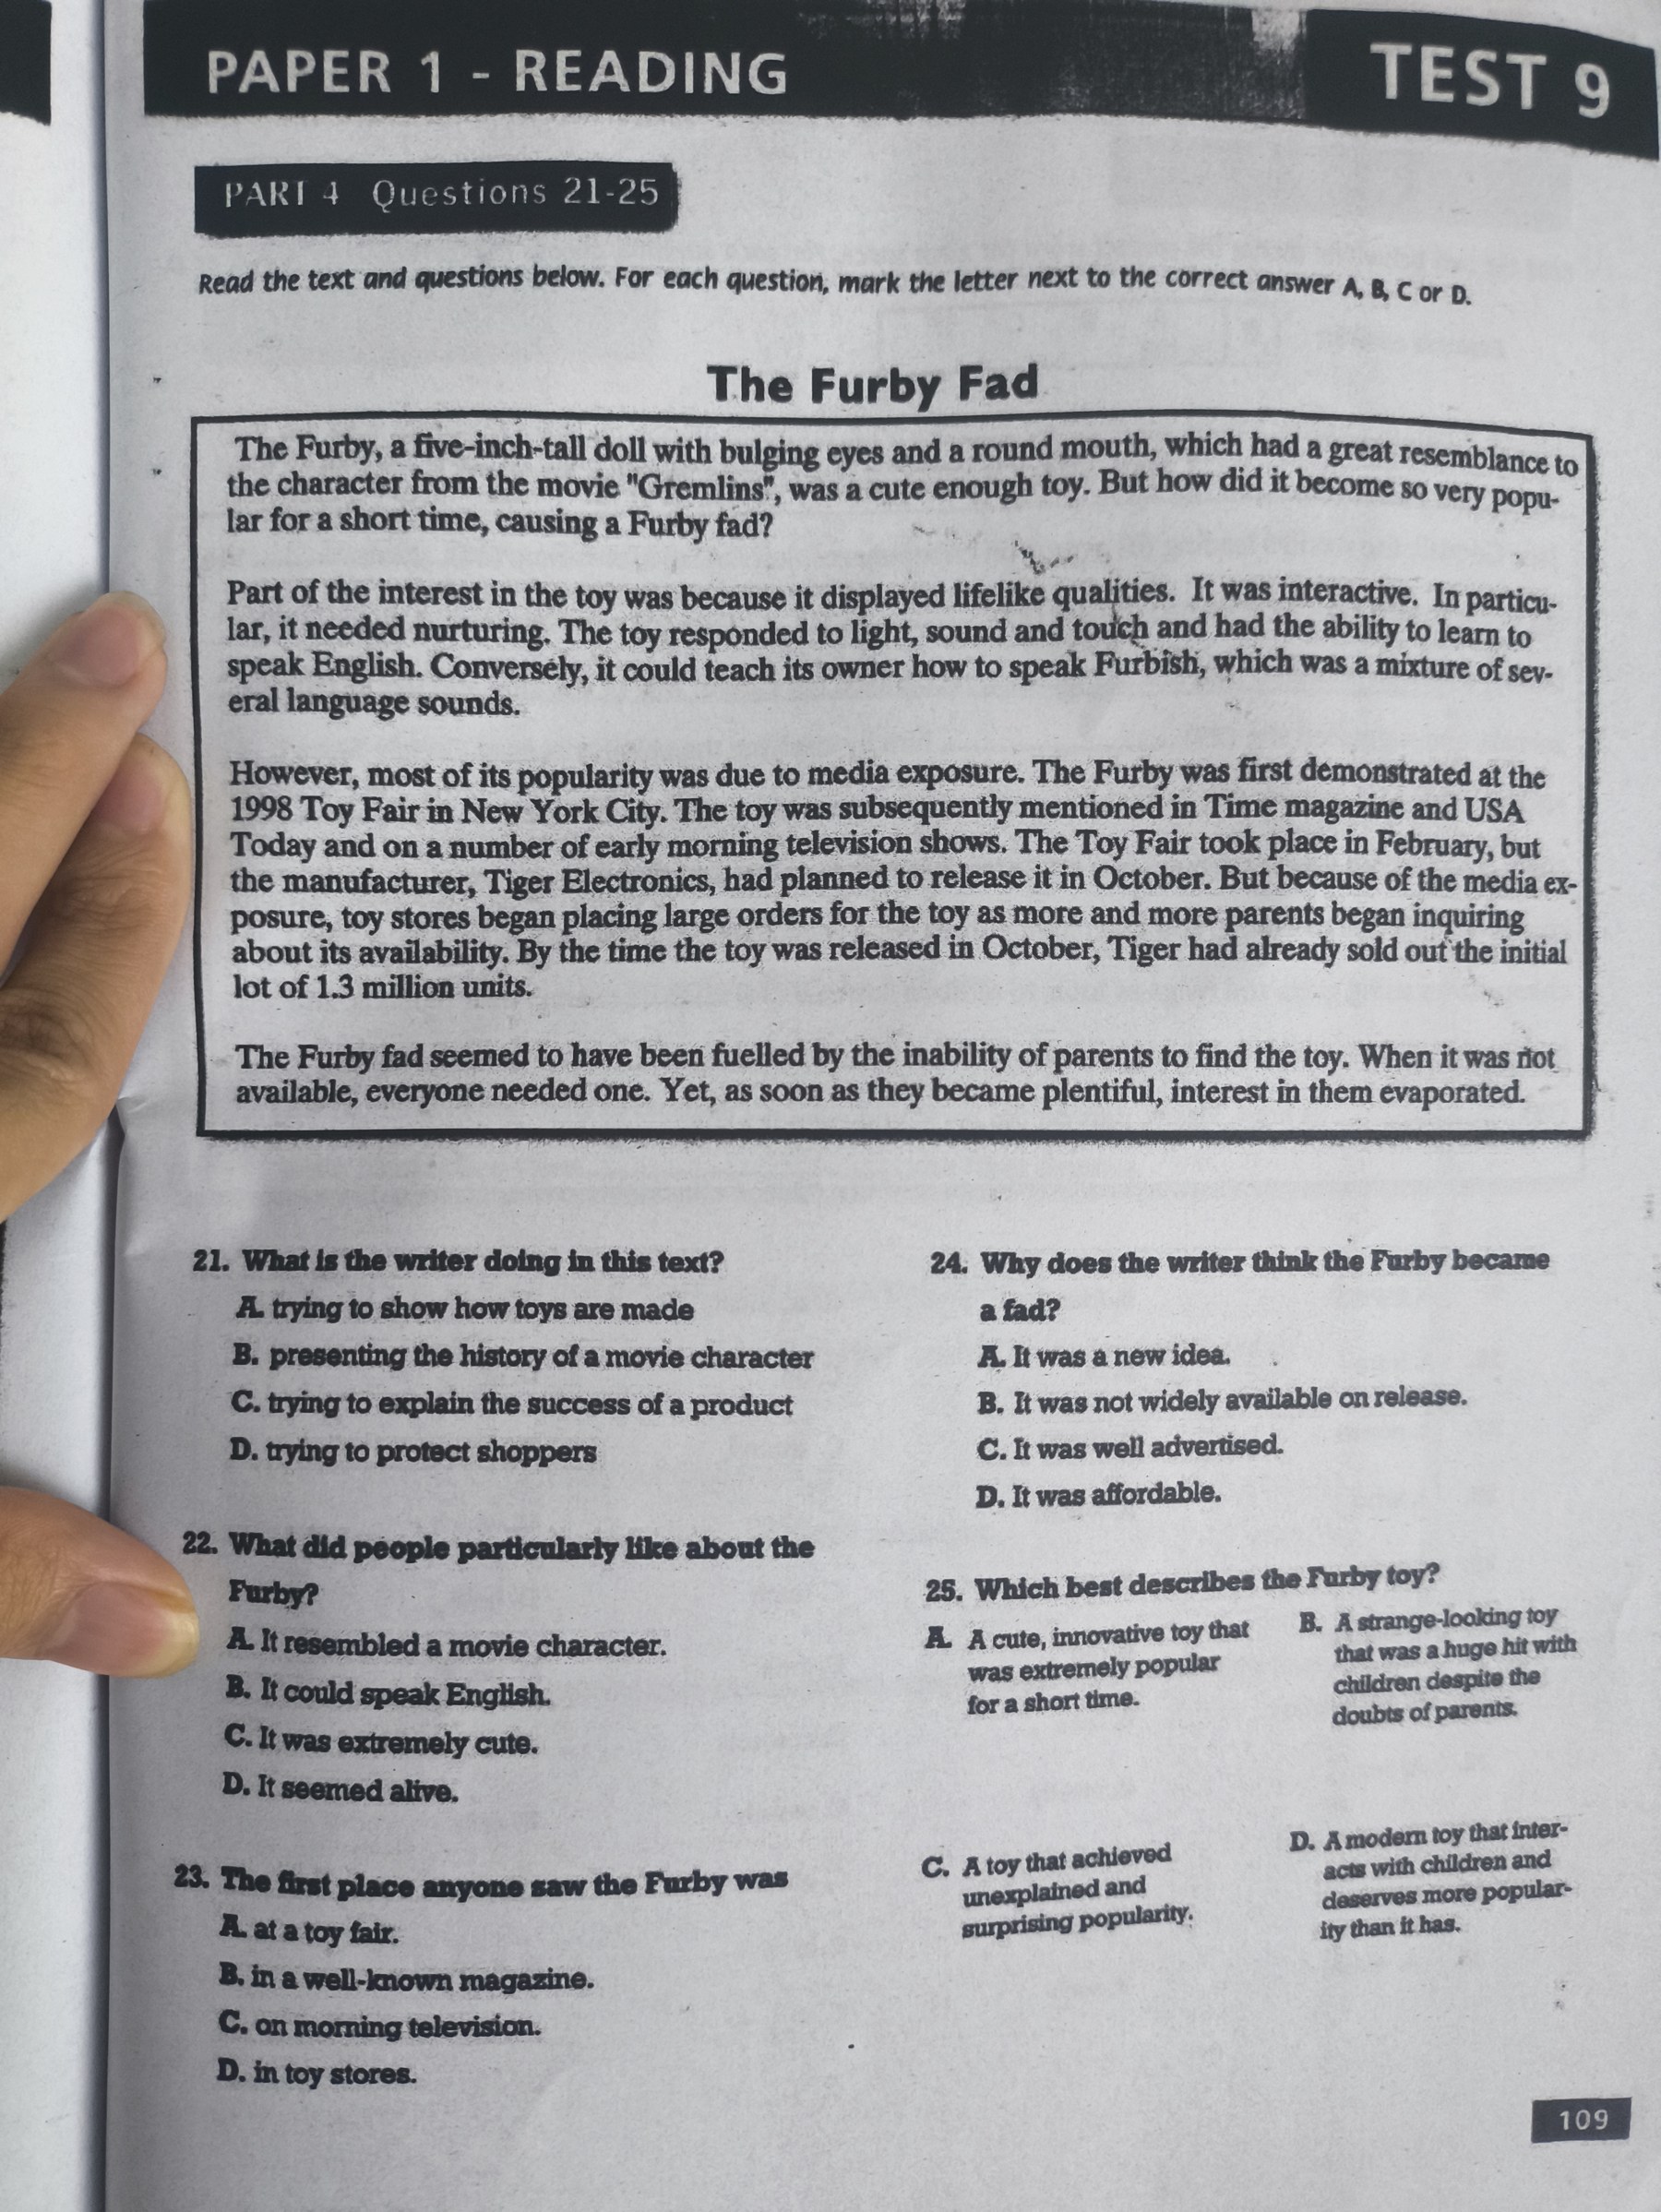 PAPER 1 - READING
TEST 9
PART 4 Questions 21-25
Read the text and questions below. For each question, mark the letter next to the correct answer A, B, C or D.
The Furby Fad
The Furby, a five-inch-tall doll with bulging eyes and a round mouth, which had a great resemblance to
the character from the movie "Gremlins", was a cute enough toy. But how did it become so very popu-
lar for a short time, causing a Furby fad?
Part of the interest in the toy was because it displayed lifelike qualities. It was interactive. In particu-
lar, it needed nurturing. The toy responded to light, sound and touch and had the ability to learn to
speak English. Conversely, it could teach its owner how to speak Furbish, which was a mixture of sev-
eral language sounds.
However, most of its popularity was due to media exposure. The Furby was first demonstrated at the
1998 Toy Fair in New York City. The toy was subsequently mentioned in Time magazine and USA
Today and on a number of early morning television shows. The Toy Fair took place in February, but
the manufacturer, Tiger Electronics, had planned to release it in October. But because of the media ex-
posure, toy stores began placing large orders for the toy as more and more parents began inquiring
about its availability. By the time the toy was released in October, Tiger had already sold out the initial
lot of 1.3 million units.
The Furby fad seemed to have been fuelled by the inability of parents to find the toy. When it was not
available, everyone needed one. Yet, as soon as they became plentiful, interest in them evaporated.
21. What is the writer doing in this text?
A. trying to show how toys are made
B. presenting the history of a movie character
C. trying to explain the success of a product
D. trying to protect shoppers
22. What did people particularly like about the
Furby?
A. It resembled a movie character.
B. It could speak English.
C. It was extremely cute.
D. It seemed alive.
23. The first place anyone saw the Furby was
A. at a toy fair.
B. in a well-known magazine.
C. on morning television.
D. in toy stores.
24. Why does the writer think the Furby became
a fad?
A. It was a new idea.
B. It was not widely available on release.
C. It was well advertised.
D. It was affordable.
25. Which best describes the Furby toy?
A. A cute, innovative toy that
was extremely popular
for a short time.
B. A strange-looking toy
that was a huge hit with
children despite the
doubts of parents.
C. A toy that achieved
unexplained and
surprising popularity.
D. A modern toy that inter-
acts with children and
deserves more popular-
ity than it has.
109